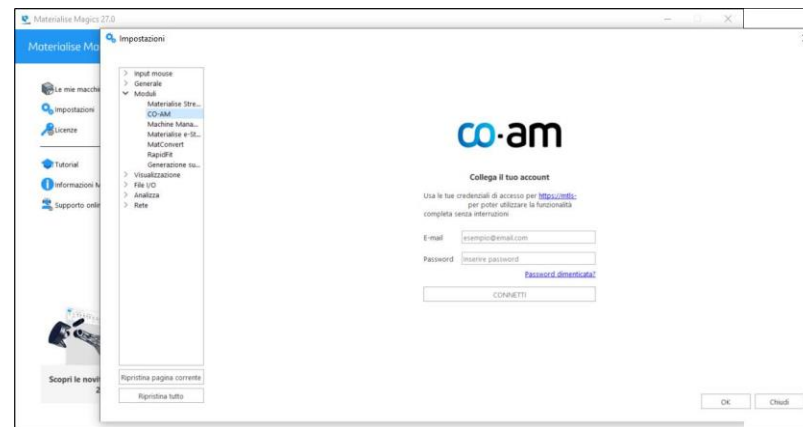 Materialise Magics 27.0
Materialise Ma
Le mie macchi
Impostazioni
Licenze
Tutorial
Informazioni M
Supporto onlin
Scopri le novi
2
Impostazioni
?
Input mouse
Generale
Moduli
Materialise Stre...
CO-AM
Machine Mana...
Materialise e-St...
MatConvert
RapidFit
Generazione su...
Visualizzazione
File I/O
Analizza
Rete
Ripristina pagina corrente
Ripristina tutto
co·am
Collega il tuo account
Usa le tue credenziali di accesso per https://mtls-
per poter utilizzare la funzionalità
completa senza interruzioni
E-mail
esempio@email.com
Password
Inserire password
Password dimenticata?
CONNETTI
OK
Chiudi